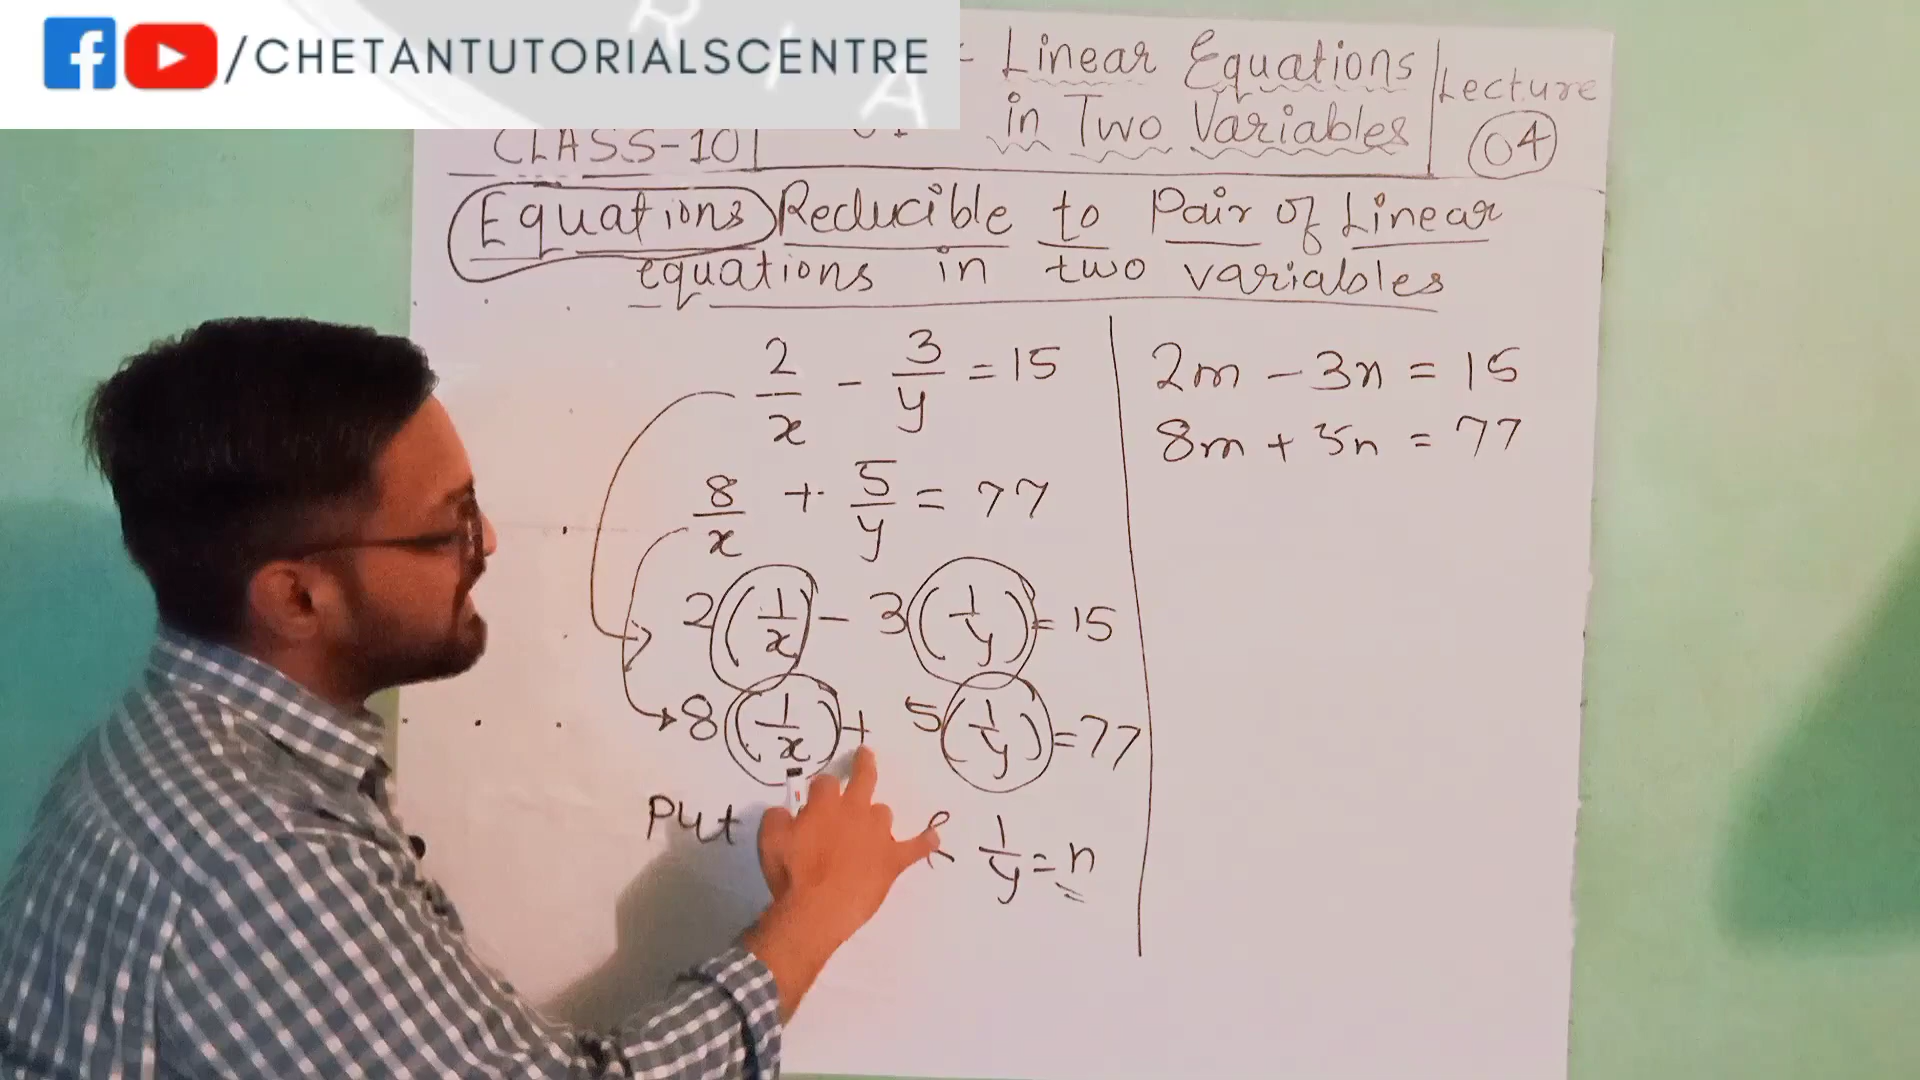 /CHETANTUTORIALSCENTRE
R I A
- Linear Equations
in Two Variables
Lecture
04
CLASS-10
Equations Reducible to Pair of Linear
equations in two variables
2/x - 3/y = 15
8/x + 5/y = 77
2(1/x) - 3(1/y) = 15
8(1/x) + 5(1/y) = 77
Put
& 1/y = n
2m - 3n = 15
8m + 5n = 77